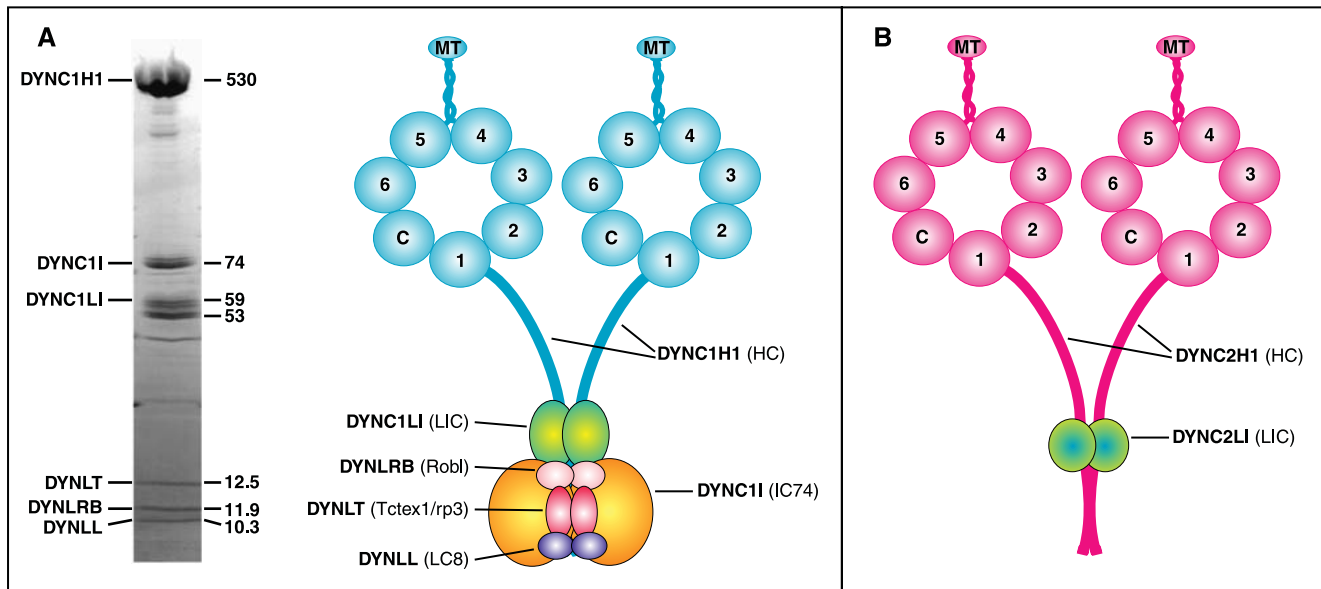 A
DYNC1H1
530
DYNC1I
74
DYNC1LI
59
53
DYNLT
12.5
DYNLRB
11.9
DYNLL
10.3
MT
MT
5
4
6
3
C
2
1
5
4
6
3
C
2
1
DYNC1H1 (HC)
DYNC1LI (LIC)
DYNLRB (Robl)
DYNC1I (IC74)
DYNLT (Tctex1/rp3)
DYNLL (LC8)
B
MT
MT
5
4
6
3
C
2
1
5
4
6
3
C
2
1
DYNC2H1 (HC)
DYNC2LI (LIC)